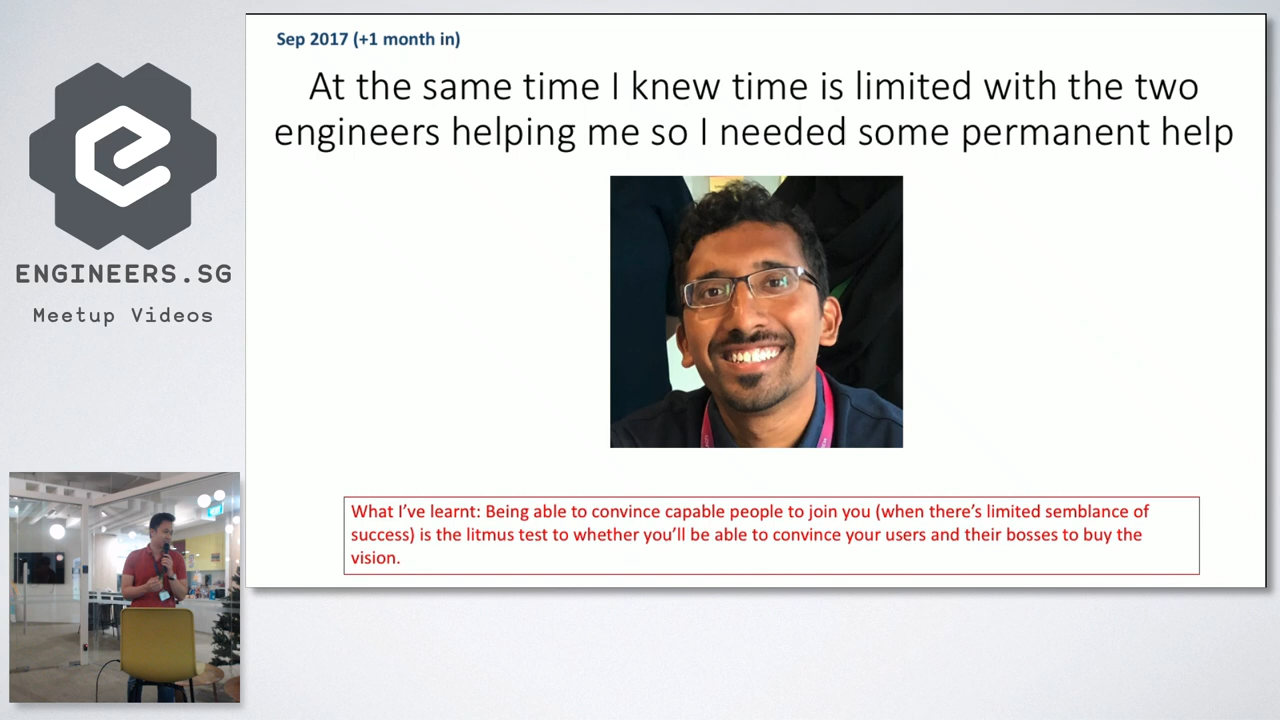 Sep 2017 (+1 month in)
At the same time I knew time is limited with the two
engineers helping me so I needed some permanent help
ENGINEERS.SG
Meetup Videos
What I've learnt: Being able to convince capable people to join you (when there's limited semblance of
success) is the litmus test to whether you'll be able to convince your users and their bosses to buy the
vision.